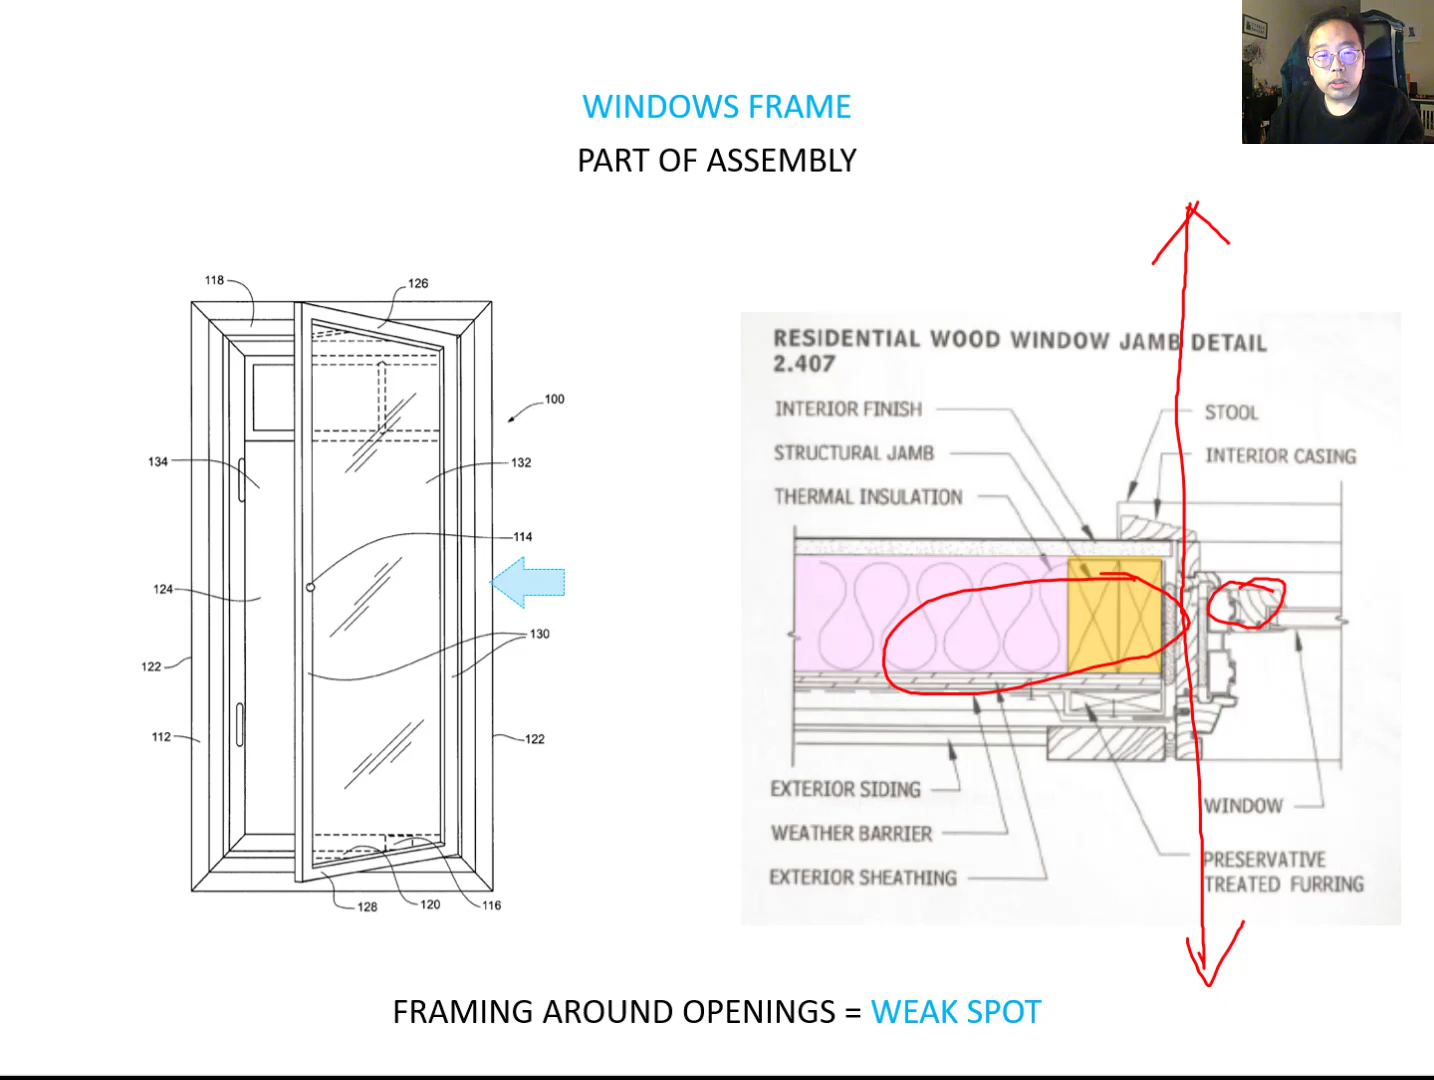 WINDOWS FRAME
PART OF ASSEMBLY
118
126
100
134
132
114
124
130
122
112
122
128
120
116
RESIDENTIAL WOOD WINDOW JAMB DETAIL
2.407
INTERIOR FINISH
STOOL
STRUCTURAL JAMB
INTERIOR CASING
THERMAL INSULATION
EXTERIOR SIDING
WINDOW
WEATHER BARRIER
PRESERVATIVE
TREATED FURRING
EXTERIOR SHEATHING
FRAMING AROUND OPENINGS = WEAK SPOT